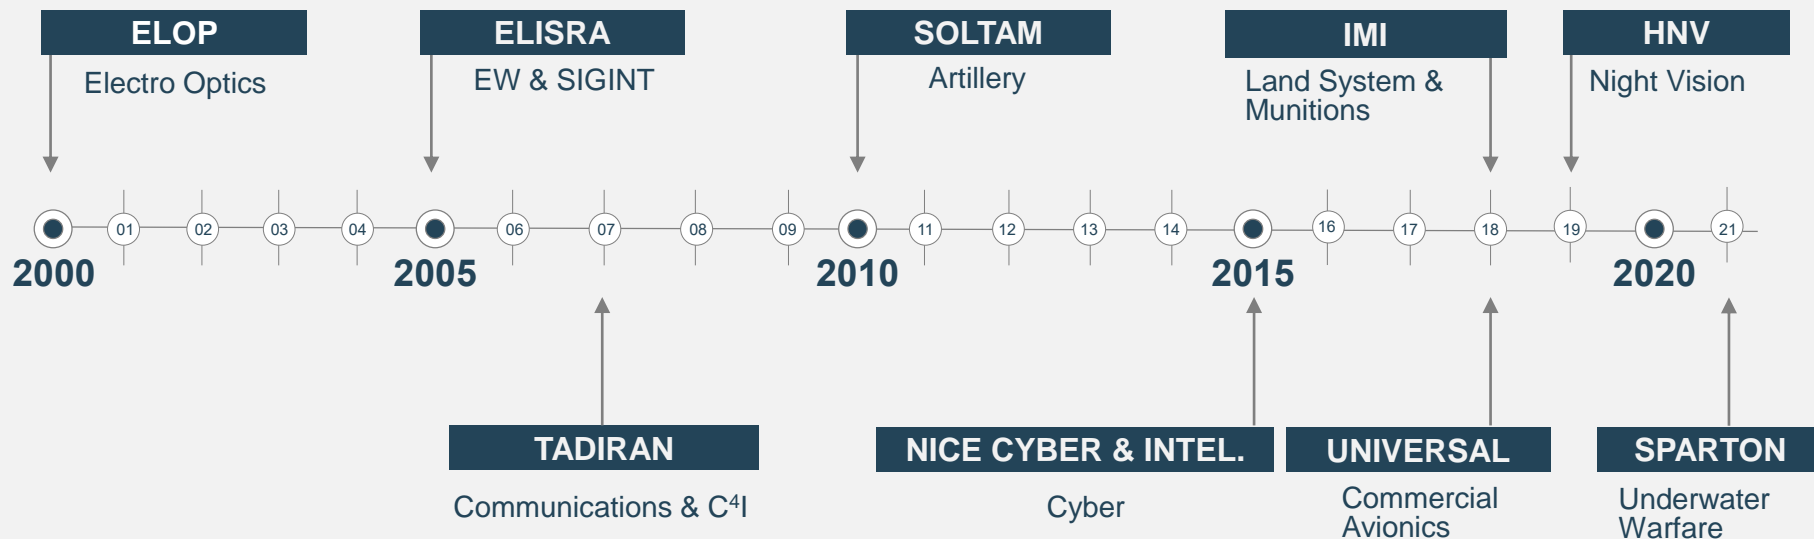 ELOP
Electro Optics
ELISRA
EW & SIGINT
SOLTAM
Artillery
IMI
Land System &
Munitions
HNV
Night Vision
01
02
03
04
06
07
08
09
11
12
13
14
16
17
18
19
21
2000
2005
2010
2015
2020
TADIRAN
Communications & C⁴I
NICE CYBER & INTEL.
Cyber
UNIVERSAL
Commercial
Avionics
SPARTON
Underwater
Warfare